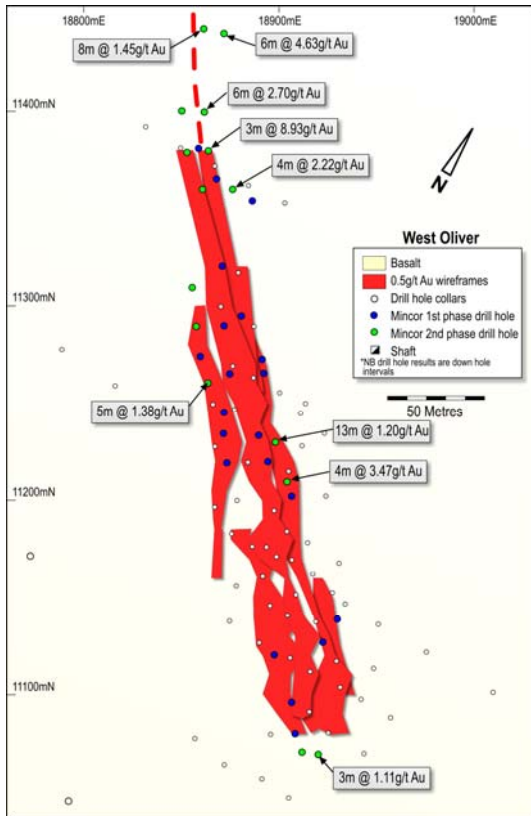 18800mE
18900mE
19000mE
8m @ 1.45g/t Au
6m @ 4.63g/t Au
11400mN
6m @ 2.70g/t Au
3m @ 8.93g/t Au
4m @ 2.22g/t Au
N
West Oliver
Basalt
0.5g/t Au wireframes
Drill hole collars
Mincor 1st phase drill hole
Mincor 2nd phase drill hole
Shaft
*NB drill hole results are down hole
intervals
11300mN
50 Metres
5m @ 1.38g/t Au
13m @ 1.20g/t Au
4m @ 3.47g/t Au
11200mN
11100mN
3m @ 1.11g/t Au